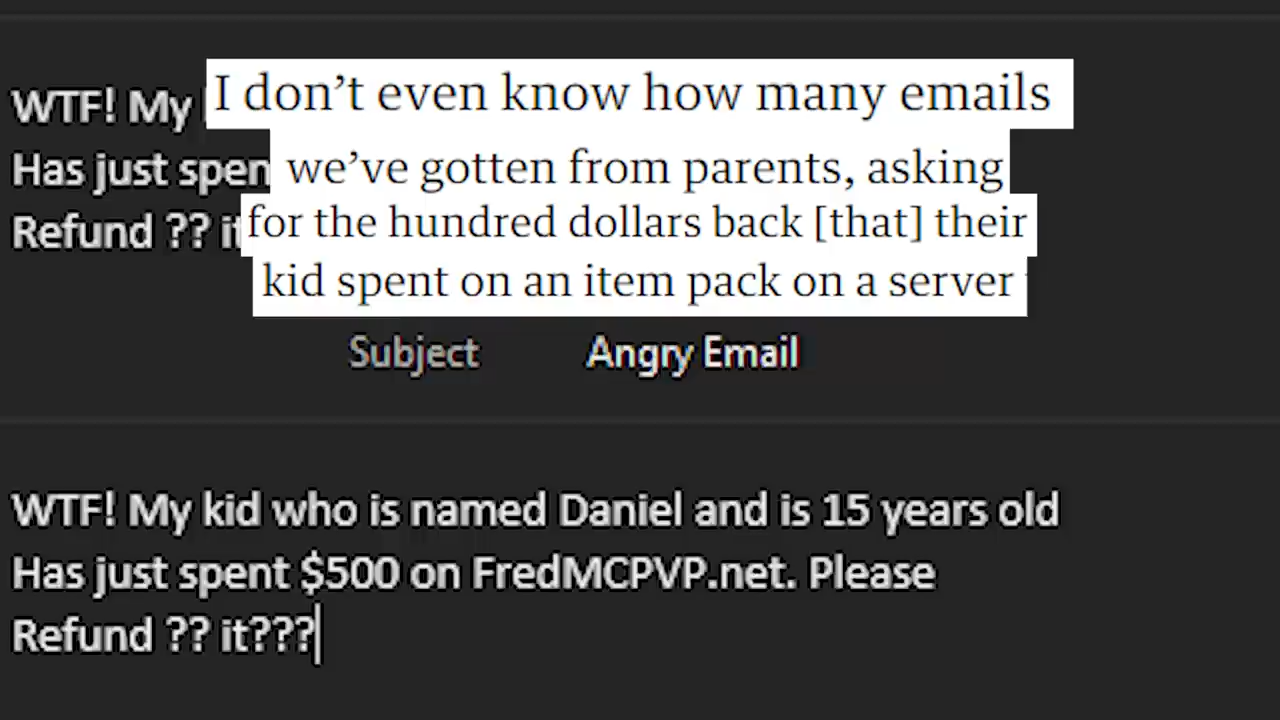 WTF! My
I don’t even know how many emails
Has just spen
we’ve gotten from parents, asking
Refund ?? it
for the hundred dollars back [that] their
kid spent on an item pack on a server
Subject Angry Email
WTF! My kid who is named Daniel and is 15 years old
Has just spent $500 on FredMCPVP.net. Please
Refund ?? it???